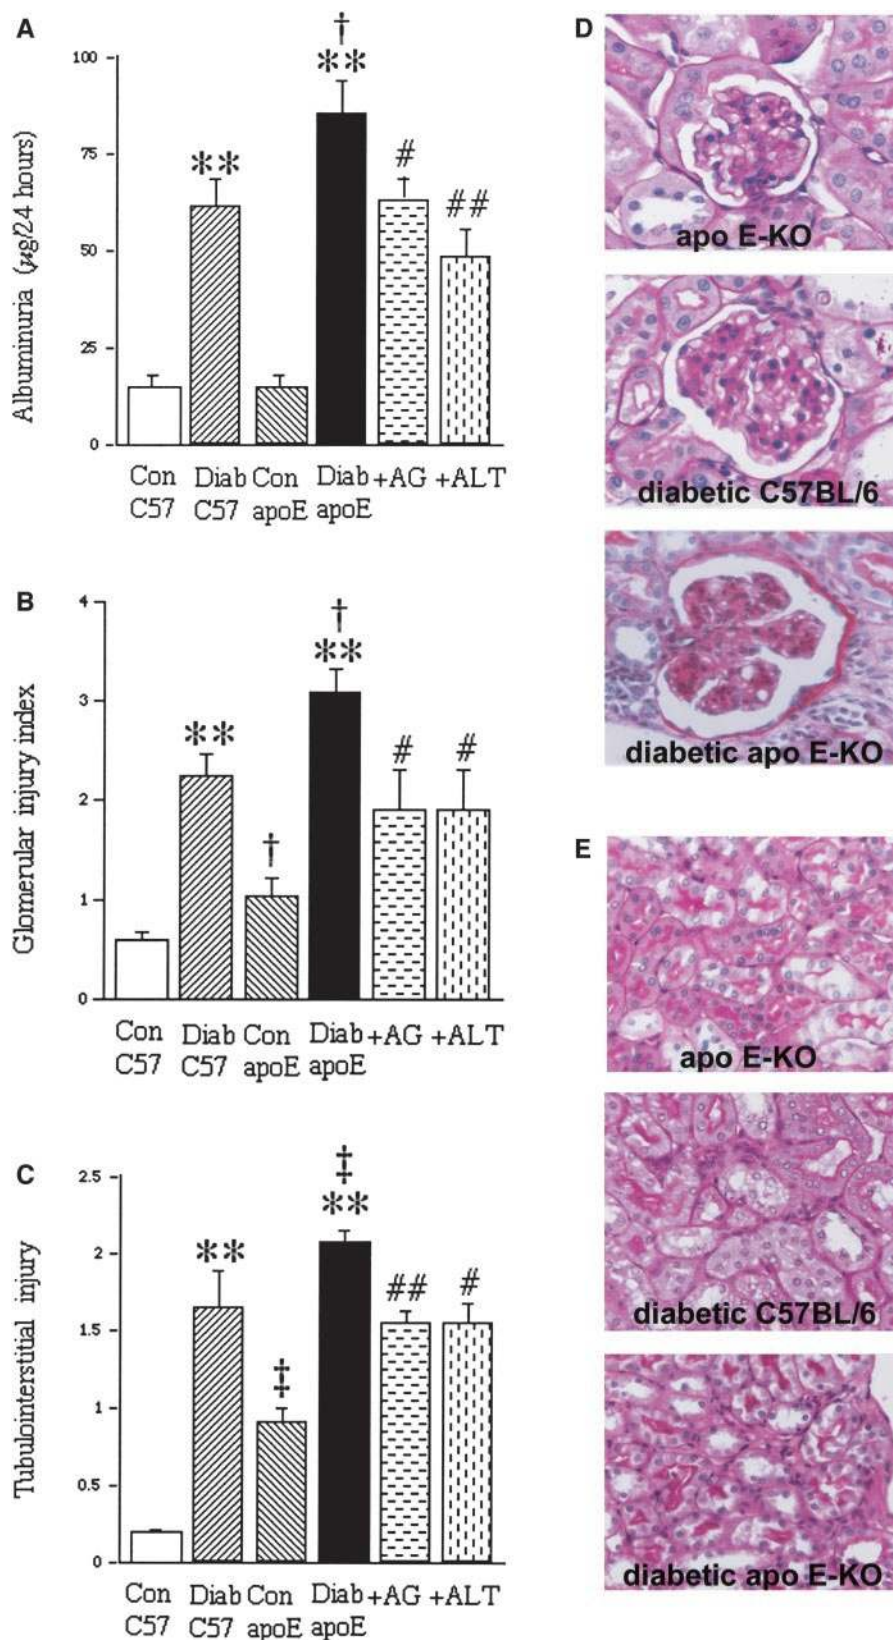 A
Albuminuria (μg/24 hours)
100
75
50
25
0
**
†
**
#
##
Con C57
Diab C57
Con apoE
Diab apoE
+AG
+ALT
B
Glomerular injury index
4
3
2
1
0
**
†
†
**
#
#
Con C57
Diab C57
Con apoE
Diab apoE
+AG
+ALT
C
Tubulointerstitial injury
2.5
2
1.5
1
0.5
0
**
‡
‡
**
##
#
Con C57
Diab C57
Con apoE
Diab apoE
+AG
+ALT
D
apo E-KO
diabetic C57BL/6
diabetic apo E-KO
E
apo E-KO
diabetic C57BL/6
diabetic apo E-KO